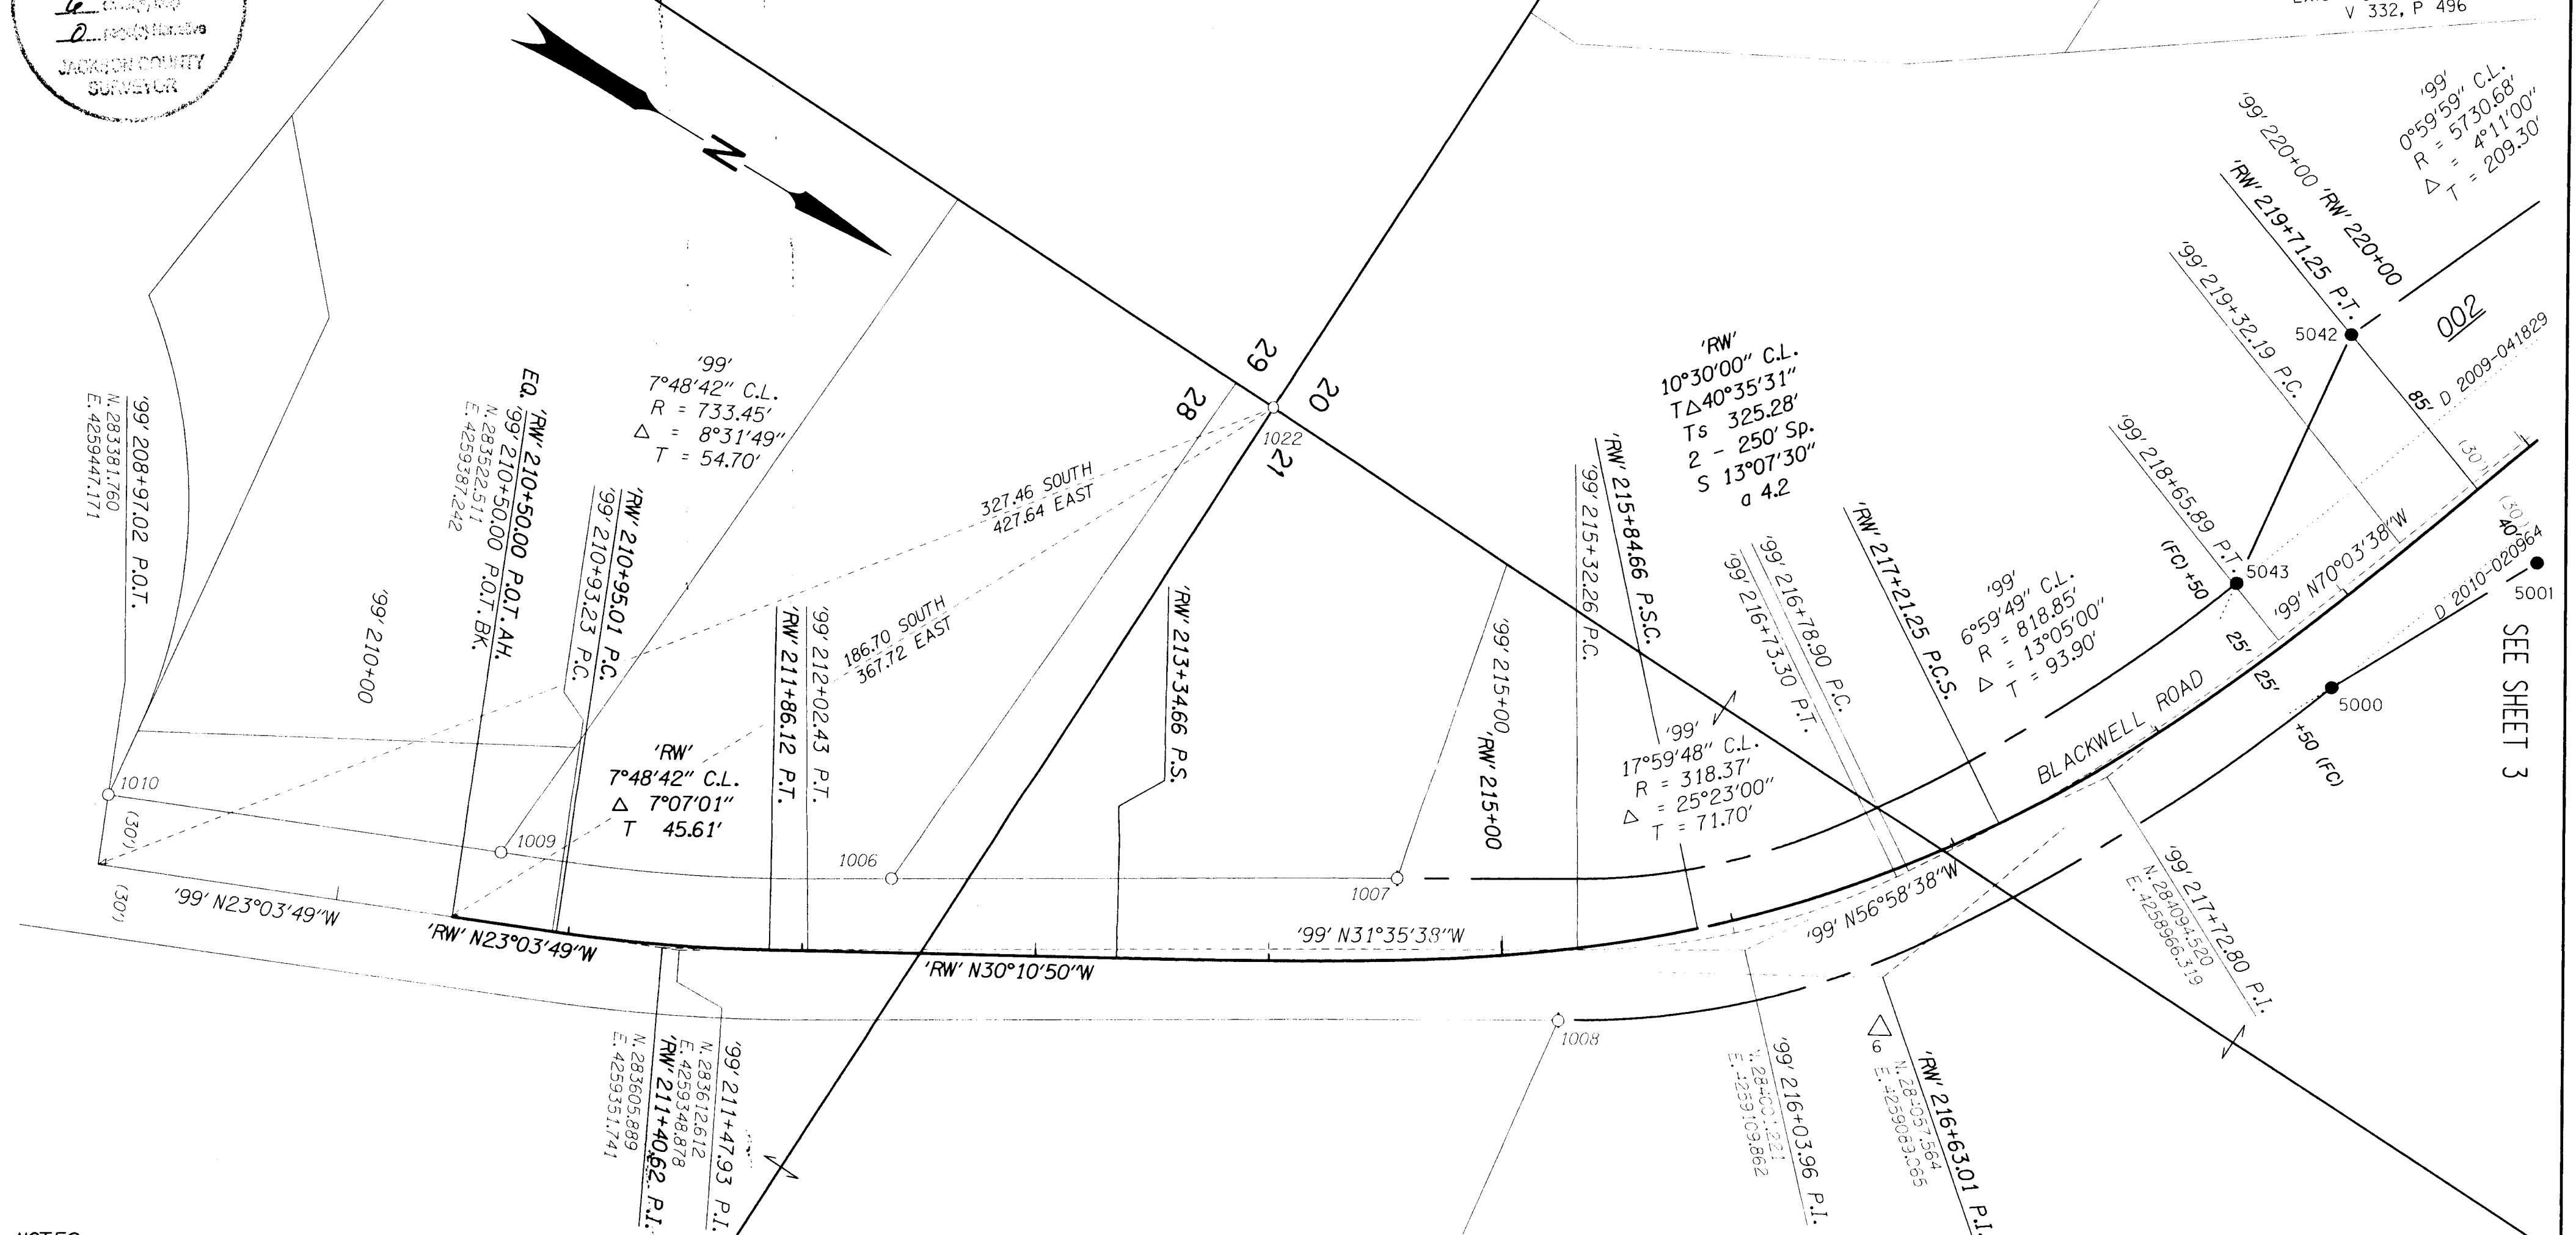 JACKSON COUNTY
SURVEYOR
V 332, P 496
N
'99'
0°59'59" C.L.
R = 5730.68'
Δ = 4°11'00"
T = 209.30'
'99' 220+00 'RW' 220+00
'RW' 219+71.25 P.T.
'99' 219+32.19 P.C.
'99' 218+65.89 P.T.
(FC) +50
5042
5043
002
85'
D 2009-041829
(30')
(30')
40'
5001
D 2010-020964
5000
+50 (FC)
SEE SHEET 3
'99' N70°03'38"W
25'
25'
BLACKWELL ROAD
29
20
28
21
1022
327.46 SOUTH
427.64 EAST
186.70 SOUTH
367.72 EAST
'99' 208+97.02 P.O.T.
N. 283381.760
E. 4259447.171
'99' 210+00
EQ. 'RW' 210+50.00 P.O.T. AH.
'99' 210+50.00 P.O.T. BK.
N. 283522.511
E. 4259387.242
'99'
7°48'42" C.L.
R = 733.45'
Δ = 8°31'49"
T = 54.70'
'RW' 210+95.01 P.C.
'99' 210+93.23 P.C.
'RW'
7°48'42" C.L.
Δ 7°07'01"
T 45.61'
'RW' 211+86.12 P.T.
'99' 212+02.43 P.T.
'RW' 213+34.66 P.S.
'99' 215+00
'RW' 215+00
'99' 215+32.26 P.C.
'RW' 215+84.66 P.S.C.
'RW'
10°30'00" C.L.
TΔ40°35'31"
Ts 325.28'
2 - 250' Sp.
S 13°07'30"
a 4.2
'99'
17°59'48" C.L.
R = 318.37'
Δ = 25°23'00"
T = 71.70'
'99' 216+78.90 P.C.
'99' 216+73.30 P.T.
'RW' 217+21.25 P.C.S.
'99'
6°59'49" C.L.
R = 818.85'
Δ = 13°05'00"
T = 93.90'
1010
1009
1006
1007
1008
(30')
(30')
'99' N23°03'49"W
'RW' N23°03'49"W
'RW' N30°10'50"W
'99' N31°35'38"W
'99' N56°58'38"W
'99' 211+47.93 P.I.
N. 283612.612
E. 4259348.878
'RW' 211+40.62 P.I.
N. 283605.889
E. 4259351.741
'99' 216+03.96 P.I.
'RW' 216+63.01 P.I.
6
'99' 217+72.80 P.I.
N. 284094.520
E. 4258966.319